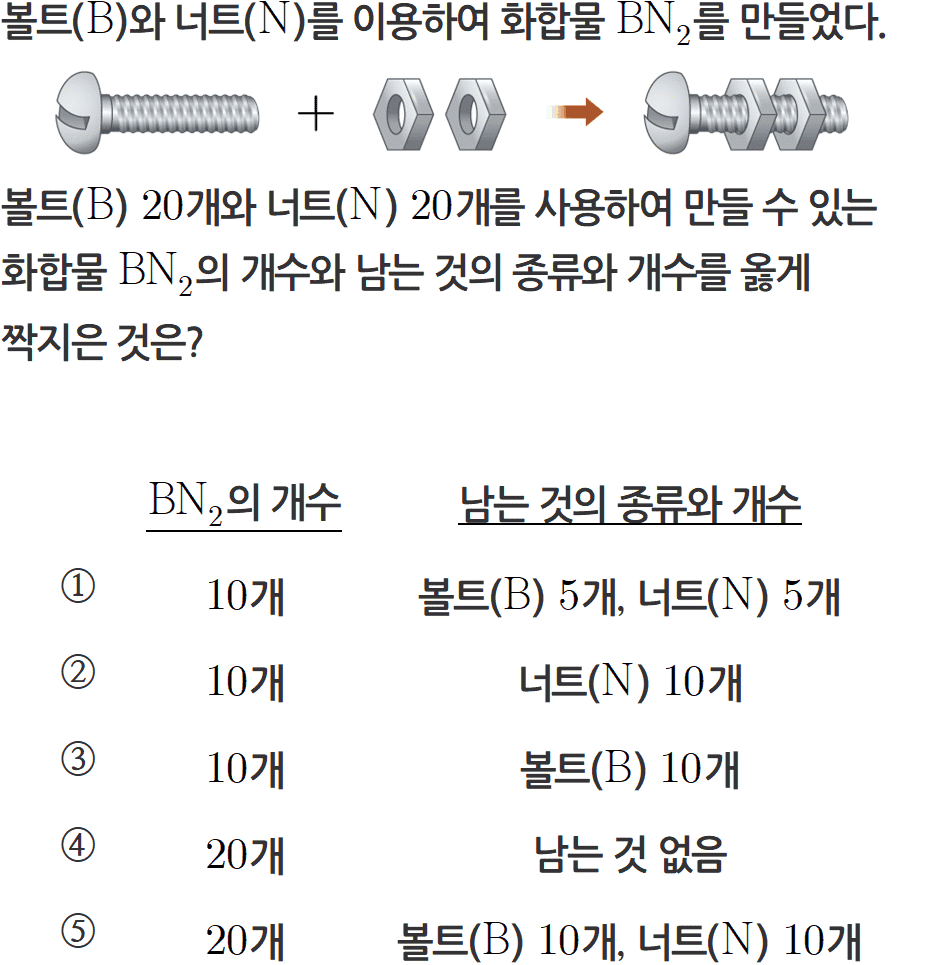 볼트(B)와 너트(N)를 이용하여 화합물 BN₂를 만들었다.
+
볼트(B) 20개와 너트(N) 20개를 사용하여 만들 수 있는
화합물 BN₂의 개수와 남는 것의 종류와 개수를 옳게
짝지은 것은?
BN₂의 개수 남는 것의 종류와 개수
① 10개 볼트(B) 5개, 너트(N) 5개
② 10개 너트(N) 10개
③ 10개 볼트(B) 10개
④ 20개 남는 것 없음
⑤ 20개 볼트(B) 10개, 너트(N) 10개